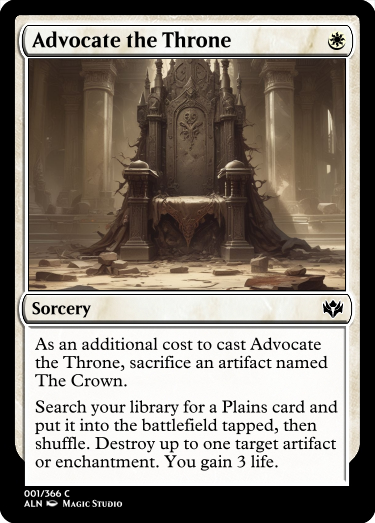 Advocate the Throne
Sorcery
As an additional cost to cast Advocate
the Throne, sacrifice an artifact named
The Crown.
Search your library for a Plains card and
put it into the battlefield tapped, then
shuffle. Destroy up to one target artifact
or enchantment. You gain 3 life.
001/366 C
ALN Magic Studio